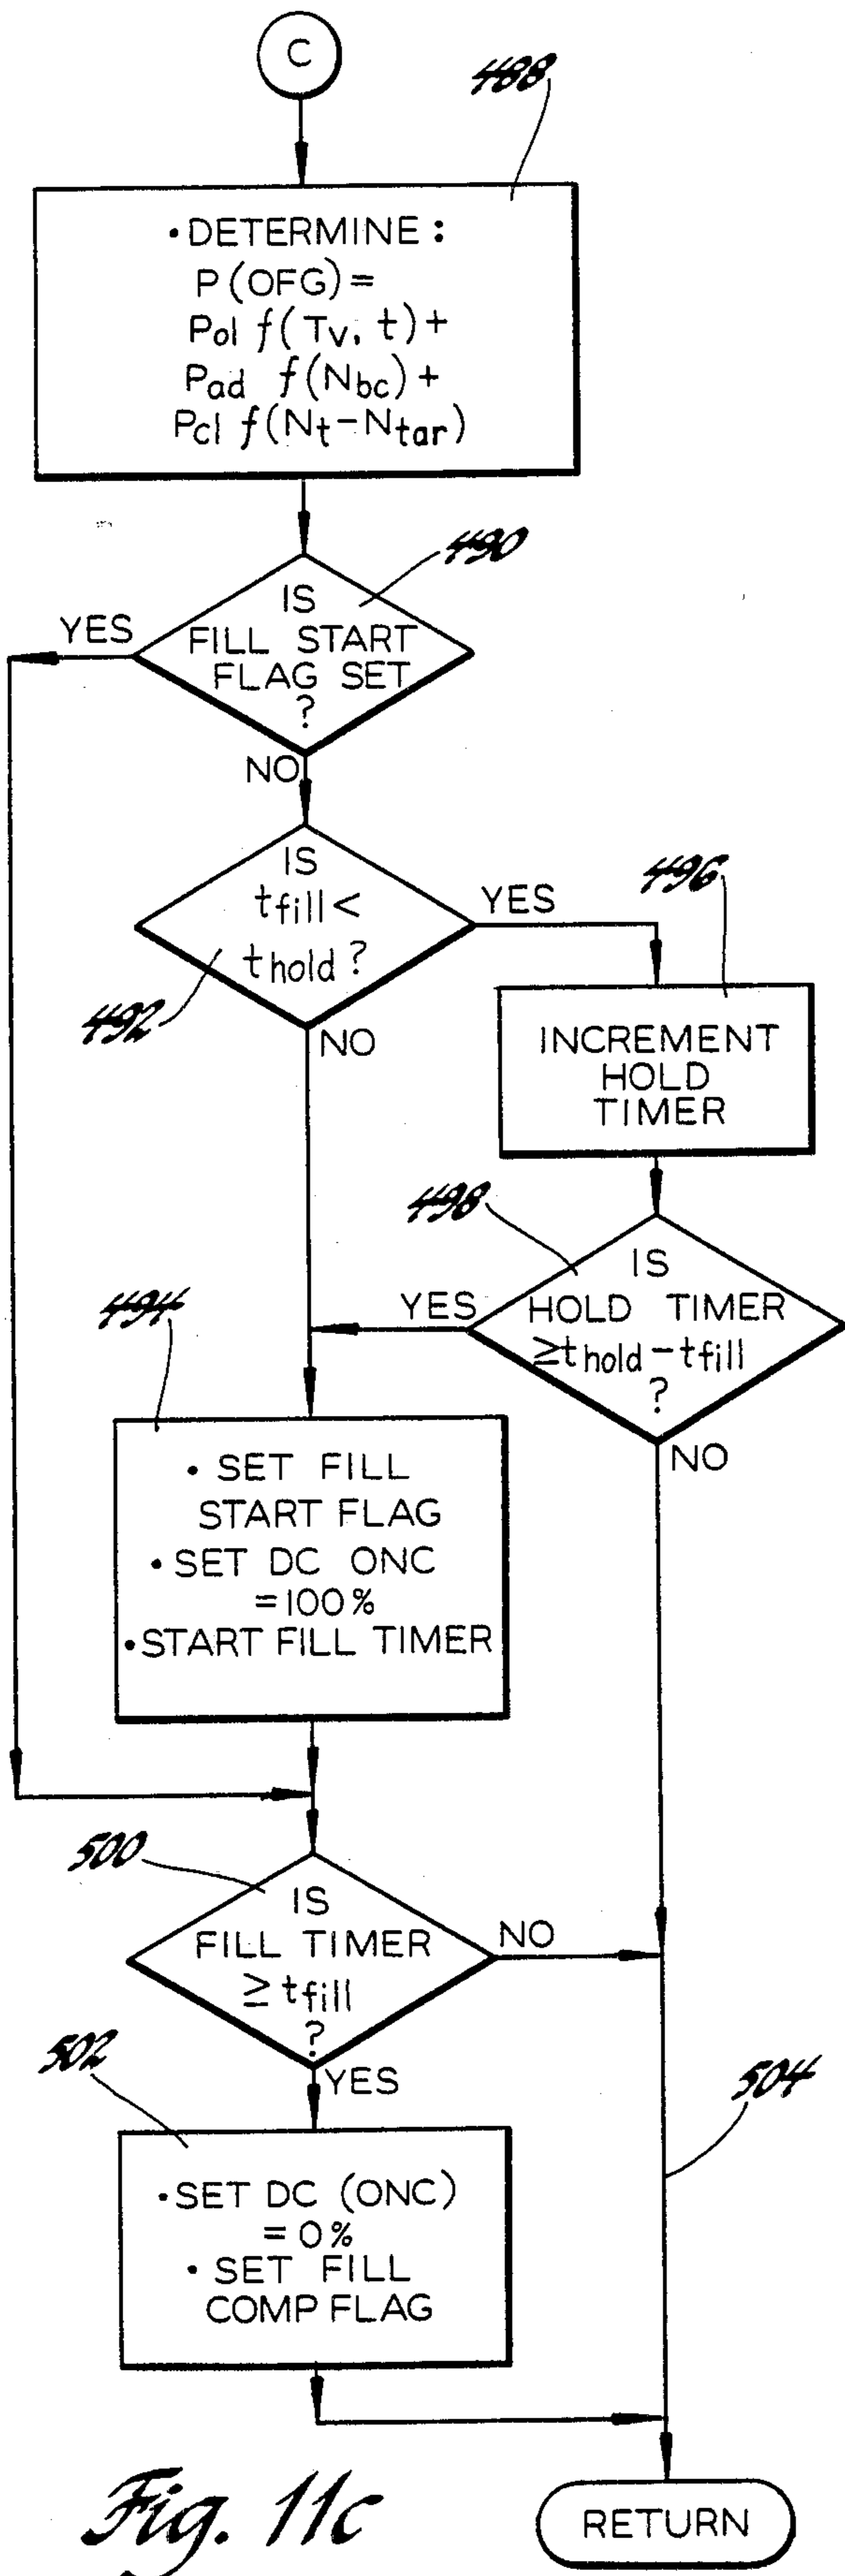 C
488
•DETERMINE:
P(OFG)=
Pol f(Tv, t)+
Pad f(Nbc)+
Pcl f(Nt-Ntar)
490
IS
FILL START
FLAG SET
?
YES
NO
IS
tfill<
thold?
492
YES
NO
496
INCREMENT
HOLD
TIMER
498
IS
HOLD TIMER
≥thold-tfill
?
YES
NO
494
• SET FILL
START FLAG
• SET DC ONC
=100%
•START FILL TIMER
500
IS
FILL TIMER
≥ tfill
?
NO
YES
502
•SET DC (ONC)
=0%
• SET FILL
COMP FLAG
504
RETURN
Fig. 11c